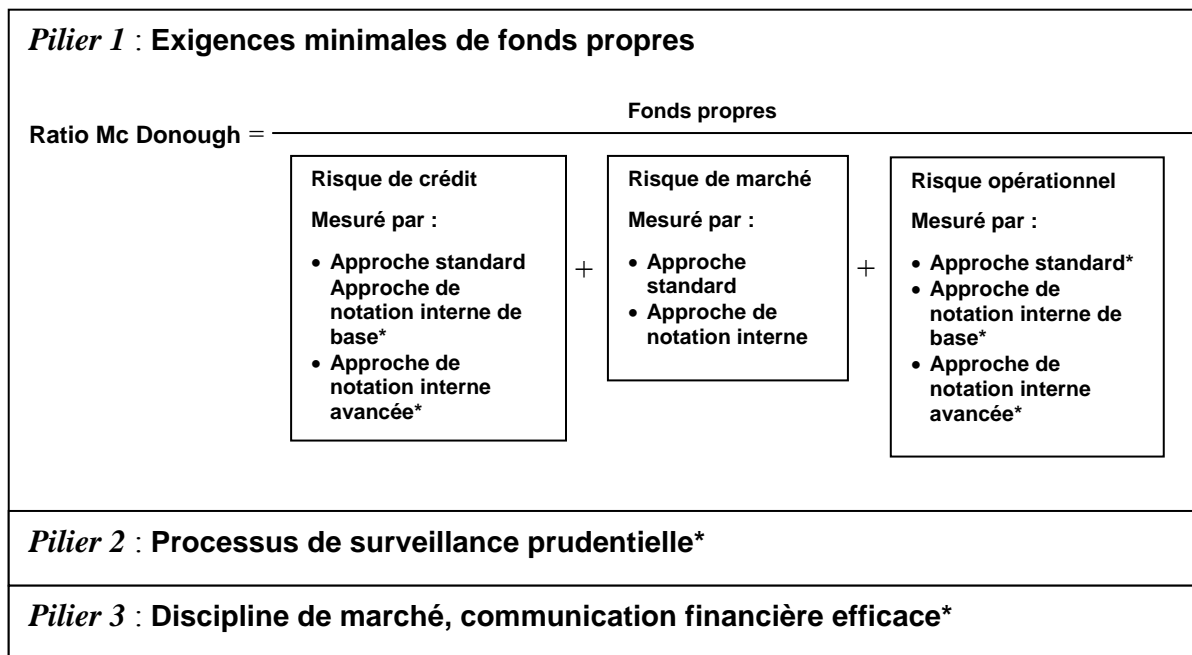 Pilier 1 : Exigences minimales de fonds propres
Fonds propres
Ratio Mc Donough =
Risque de crédit
Mesuré par :
• Approche standard
Approche de
notation interne de
base*
• Approche de
notation interne
avancée*
+
Risque de marché
Mesuré par :
• Approche
standard
• Approche de
notation interne
+
Risque opérationnel
Mesuré par :
• Approche standard*
• Approche de
notation interne de
base*
• Approche de
notation interne
avancée*
Pilier 2 : Processus de surveillance prudentielle*
Pilier 3 : Discipline de marché, communication financière efficace*